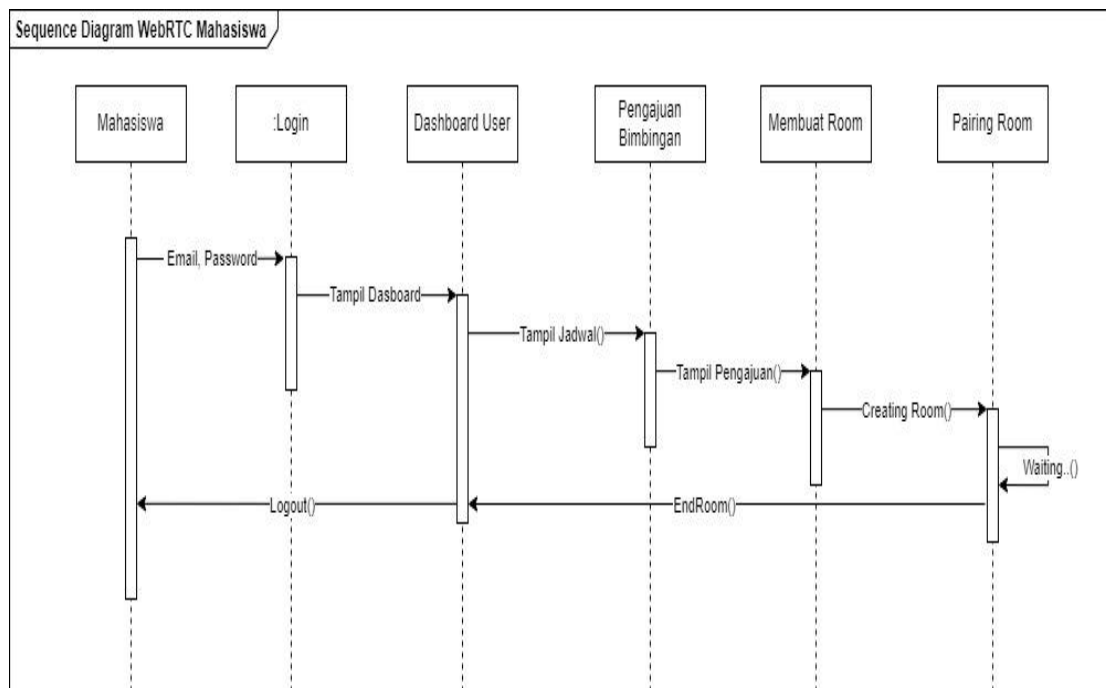 Sequence Diagram WebRTC Mahasiswa
Mahasiswa
:Login
Dashboard User
Pengajuan
Bimbingan
Membuat Room
Pairing Room
Email, Password
Tampil Dasboard
Tampil Jadwal()
Tampil Pengajuan()
Creating Room()
Waiting..()
Logout()
EndRoom()